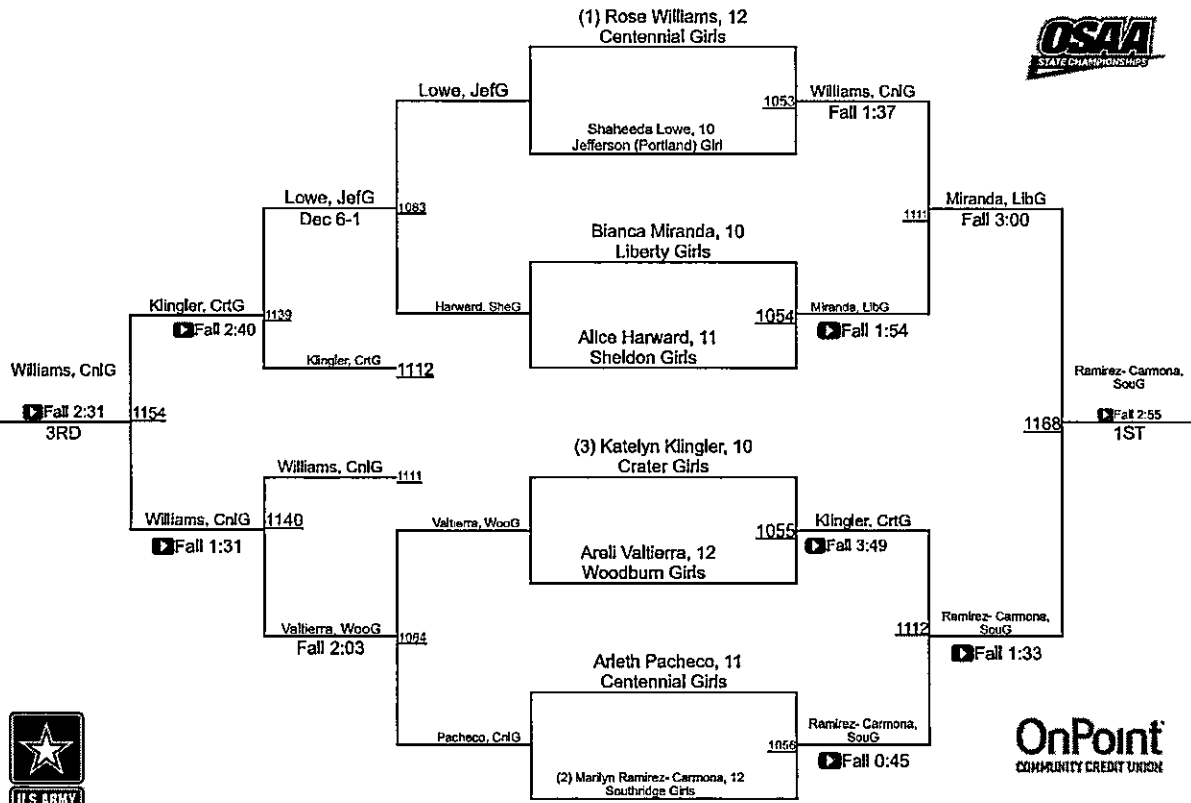 (1) Rose Williams, 12
Centennial Girls
OSAA
STATE CHAMPIONSHIPS
Lowe, JefG
1053
Williams, CnlG
Fall 1:37
Shaheeda Lowe, 10
Jefferson (Portland) Girl
Lowe, JefG
Dec 6-1
1083
1111
Miranda, LibG
Fall 3:00
Bianca Miranda, 10
Liberty Girls
Klingler, CrtG
Fall 2:40
1139
Harward, SheG
1054
Miranda, LibG
Fall 1:54
Alice Harward, 11
Sheldon Girls
Klingler, CrtG
1112
Williams, CnlG
Fall 2:31
3RD
1154
Ramirez- Carmona,
SouG
Fall 2:55
1ST
1168
(3) Katelyn Klingler, 10
Crater Girls
Williams, CnlG
1111
Williams, CnlG
Fall 1:31
1140
Valtierra, WooG
1055
Klingler, CrtG
Fall 3:49
Areli Valtierra, 12
Woodburn Girls
Valtierra, WooG
Fall 2:03
1084
1112
Ramirez- Carmona,
SouG
Fall 1:33
Arleth Pacheco, 11
Centennial Girls
Pacheco, CnlG
1056
Ramirez- Carmona,
SouG
Fall 0:45
(2) Marilyn Ramirez- Carmona, 12
Southridge Girls
U.S. ARMY
OnPoint
COMMUNITY CREDIT UNION